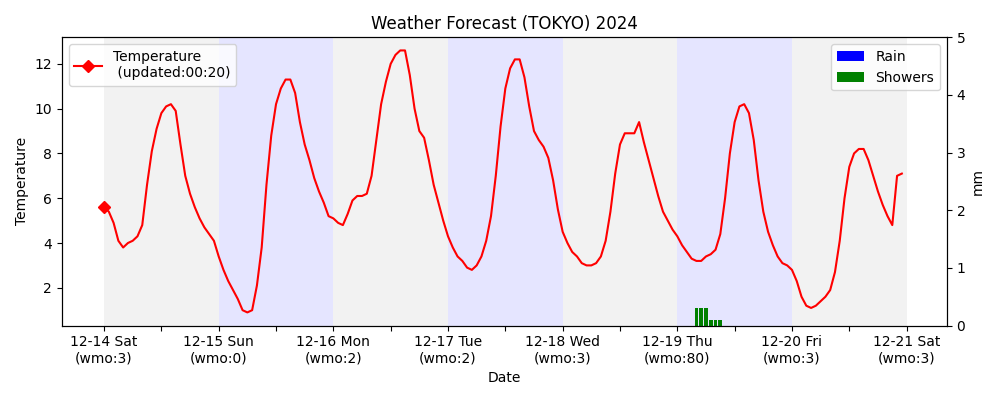 Weather Forecast (TOKYO) 2024
Temperature
(updated:00:20)
Rain
Showers
12
10
8
6
4
2
Temperature
5
4
3
2
1
0
mm
12-14 Sat
(wmo:3)
12-15 Sun
(wmo:0)
12-16 Mon
(wmo:2)
12-17 Tue
(wmo:2)
12-18 Wed
(wmo:3)
12-19 Thu
(wmo:80)
12-20 Fri
(wmo:3)
12-21 Sat
(wmo:3)
Date